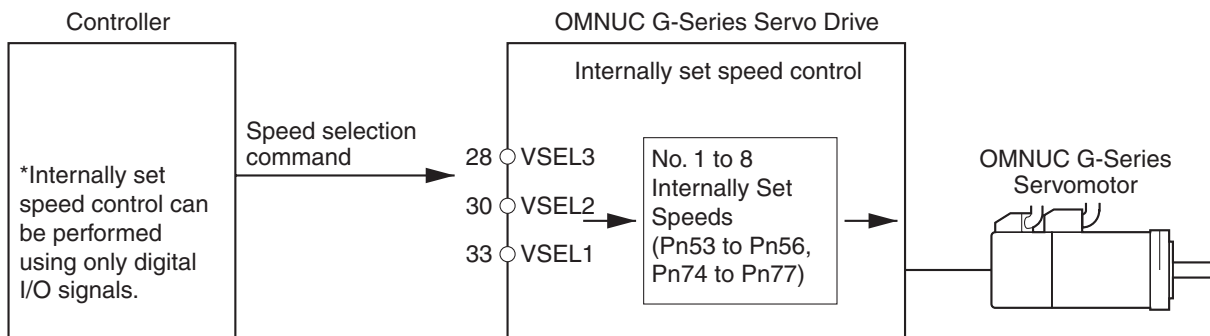 Controller
OMNUC G-Series Servo Drive
Internally set speed control
Speed selection
command
*Internally set
speed control can
be performed
using only digital
I/O signals.
28 VSEL3
30 VSEL2
33 VSEL1
No. 1 to 8
Internally Set
Speeds
(Pn53 to Pn56,
Pn74 to Pn77)
OMNUC G-Series
Servomotor